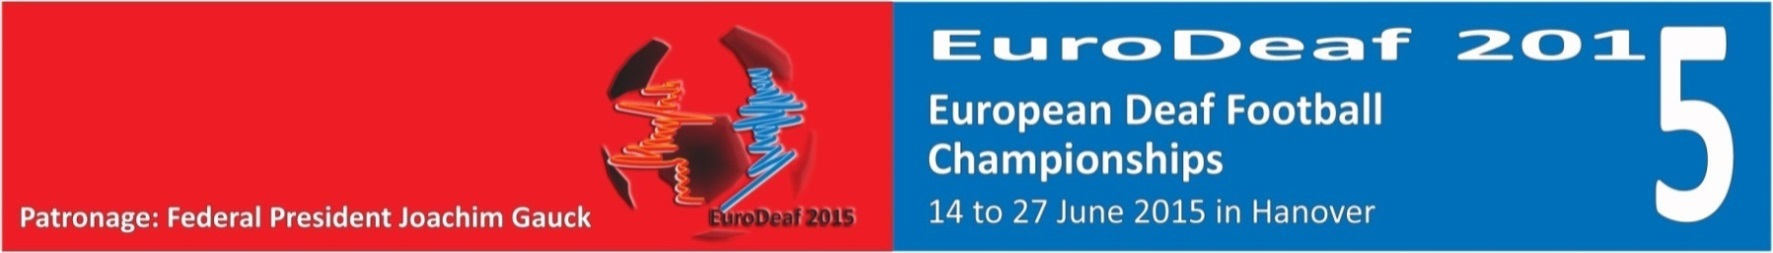 Patronage: Federal President Joachim Gauck
EuroDeaf 2015
EuroDeaf 2015
European Deaf Football
Championships
14 to 27 June 2015 in Hanover